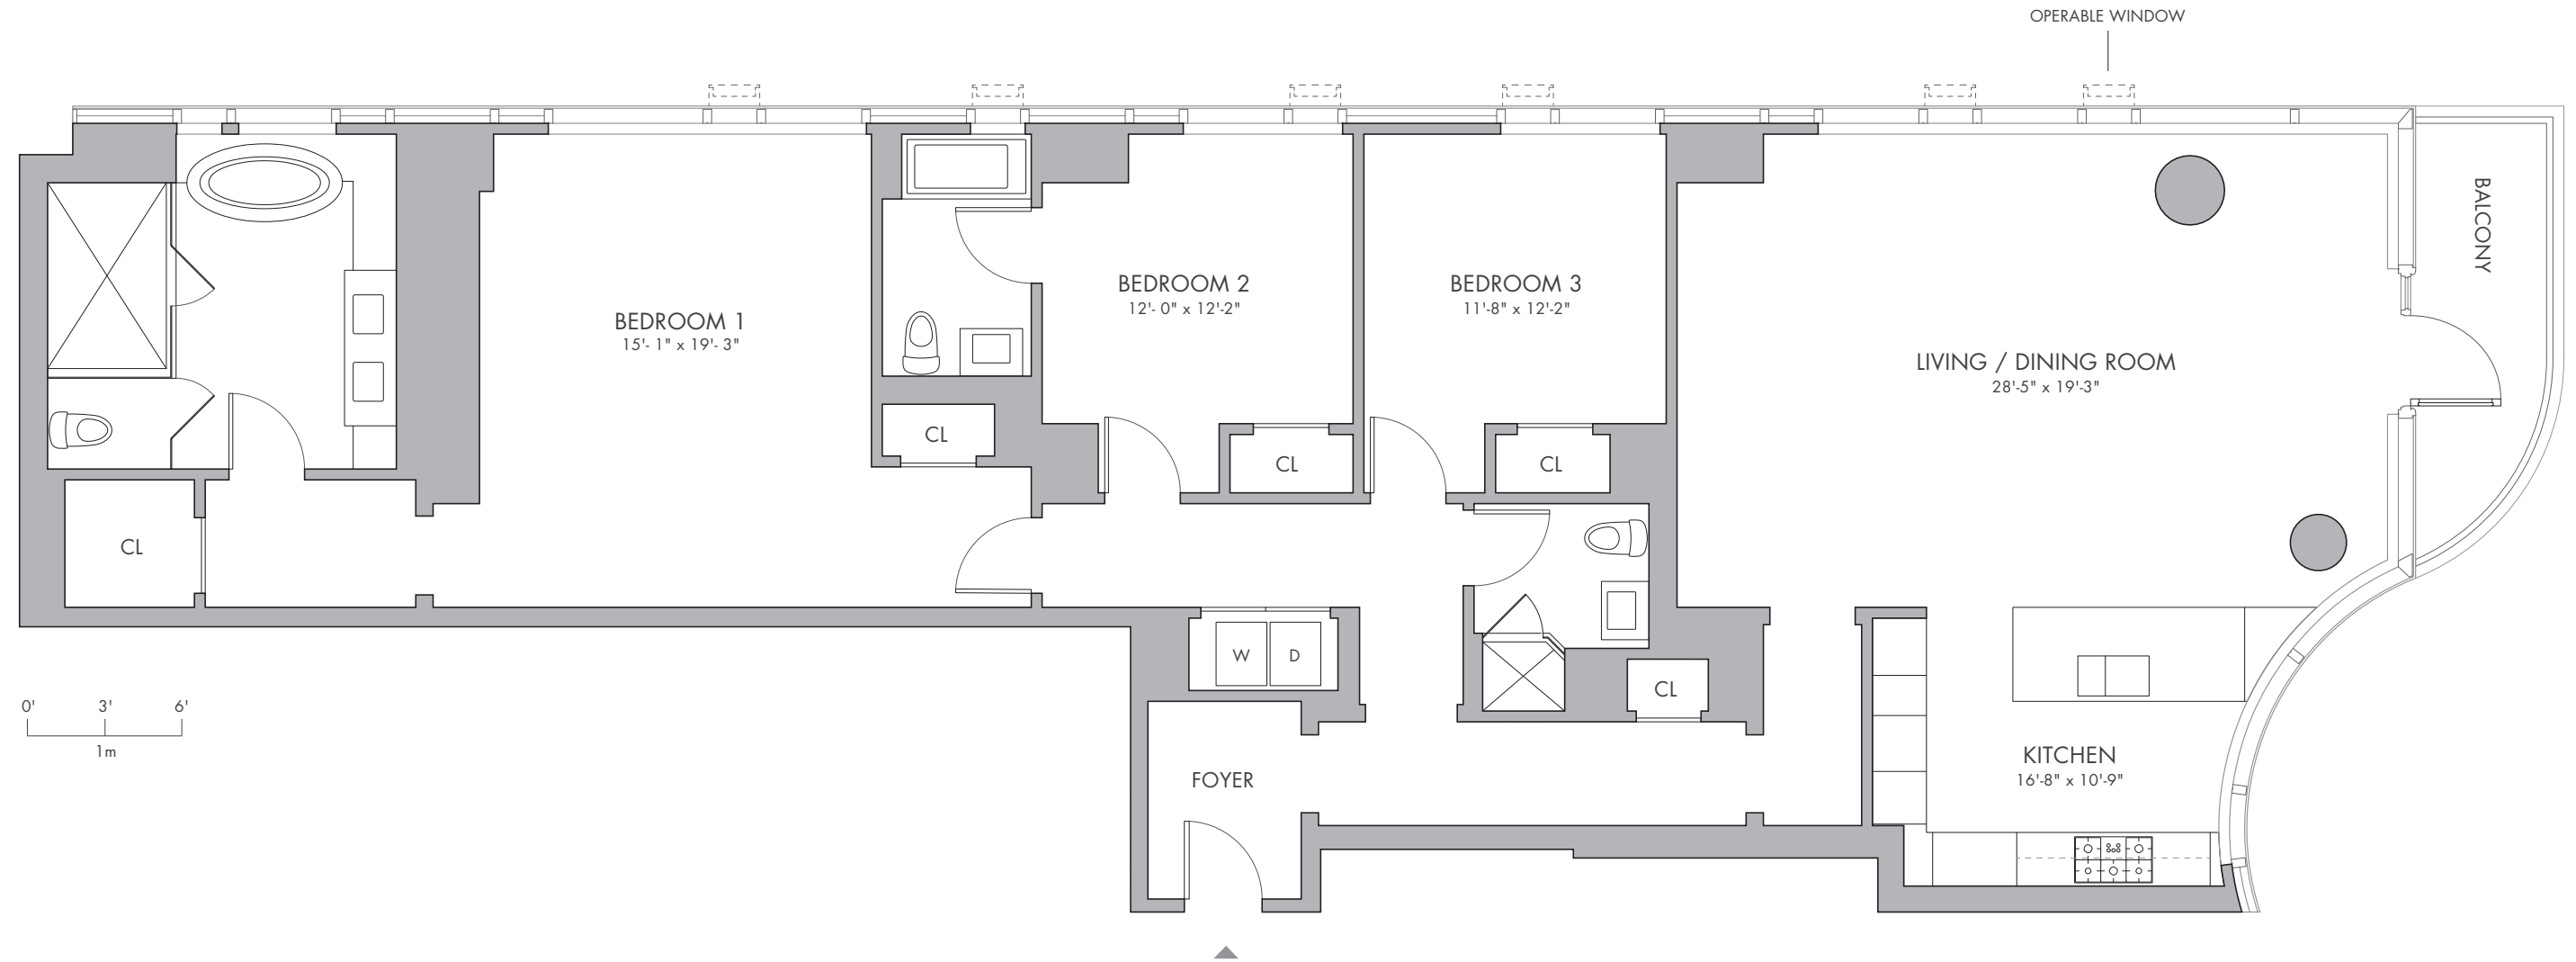 OPERABLE WINDOW
BALCONY
BEDROOM 1
15'- 1" x 19'- 3"
BEDROOM 2
12'- 0" x 12'-2"
BEDROOM 3
11'-8" x 12'-2"
LIVING / DINING ROOM
28'-5" x 19'-3"
CL
CL
CL
CL
W D
CL
0' 3' 6'
1m
FOYER
KITCHEN
16'-8" x 10'-9"